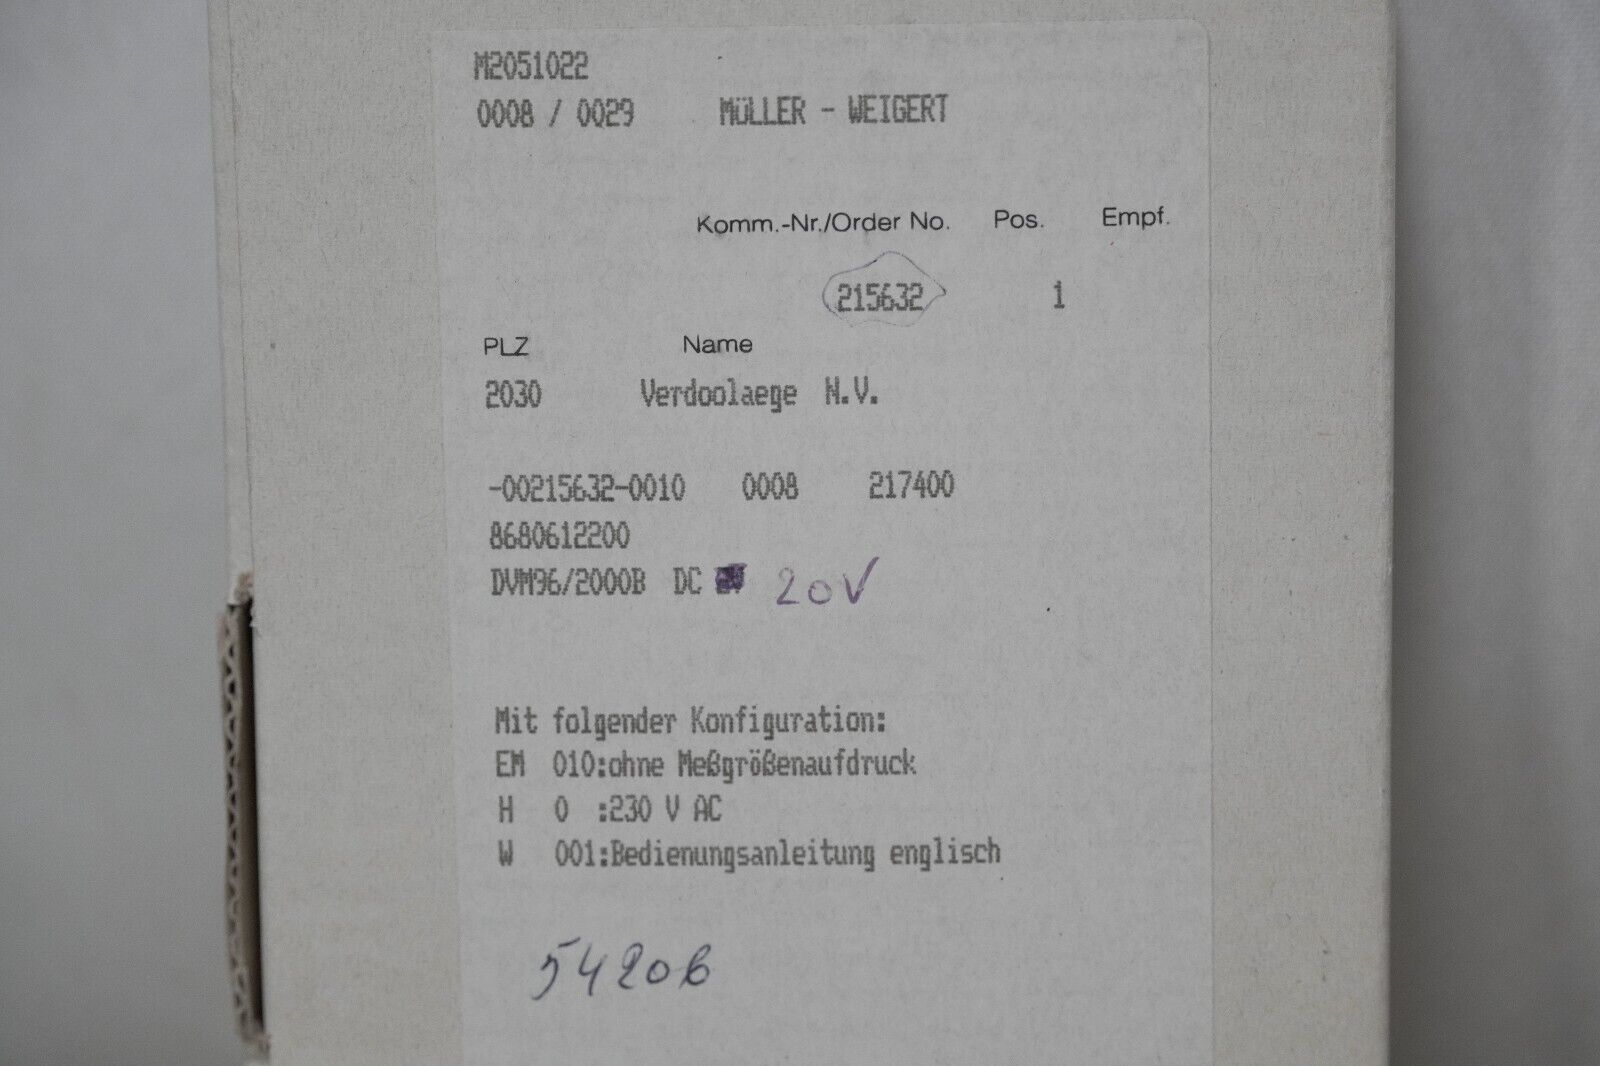 M2051022
0008 / 0029 MÜLLER - WEIGERT
Komm.-Nr./Order No. Pos. Empf.
215632 1
PLZ Name
2030 Verdoolaege N.V.
-00215632-0010 0008 217400
8680612200
DVM96/2000B DC 20V
Mit folgender Konfiguration:
EM 010:ohne Meßgrößenaufdruck
H 0 :230 V AC
W 001:Bedienungsanleitung englisch
54206